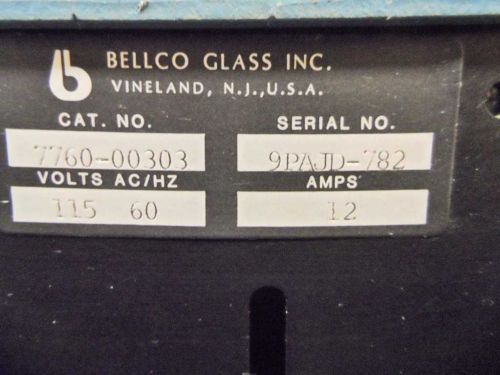 BELLCO GLASS INC.
VINELAND, N.J.,U.S.A.
CAT. NO. SERIAL NO.
7760-00303 9PAJD-782
VOLTS AC/HZ AMPS
115 60 12